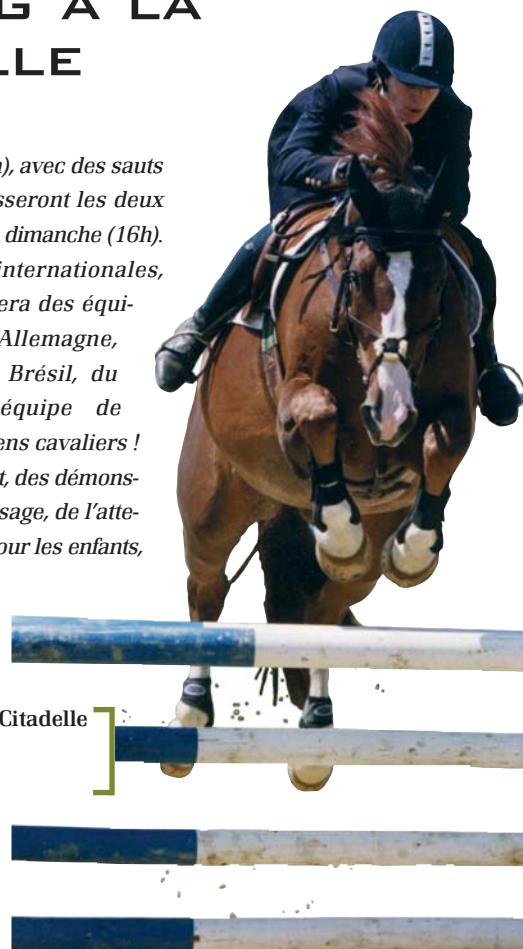 G À LA
LLE
), avec des sauts
sseront les deux
dimanche (16h).
internationales,
era des équi-
Allemagne,
Brésil, du
équipe de
ens cavaliers !
t, des démons-
sage, de l'atte-
our les enfants,
Citadelle